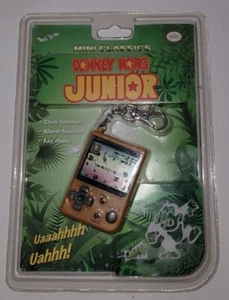 MINI CLASSICS
DONKEY KONG
JUNIOR
• Clock function
• Alarm function
• Key chain
Uaaahhhh
Uahhh!